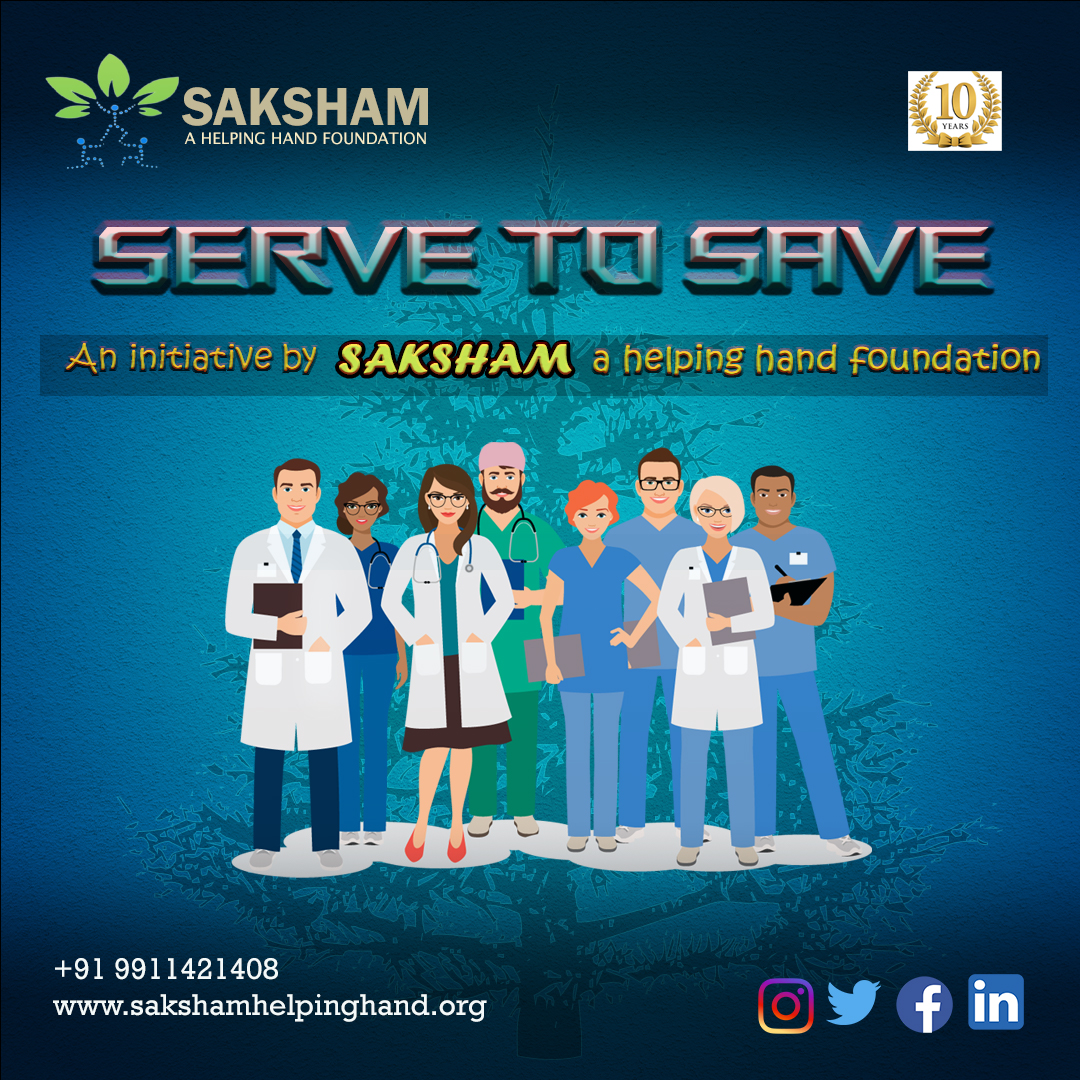 SAKSHAM
A HELPING HAND FOUNDATION
10
YEARS
SERVE TO SAVE
An initiative by SAKSHAM a helping hand foundation
+91 9911421408
www.sakshamhelpinghand.org
in